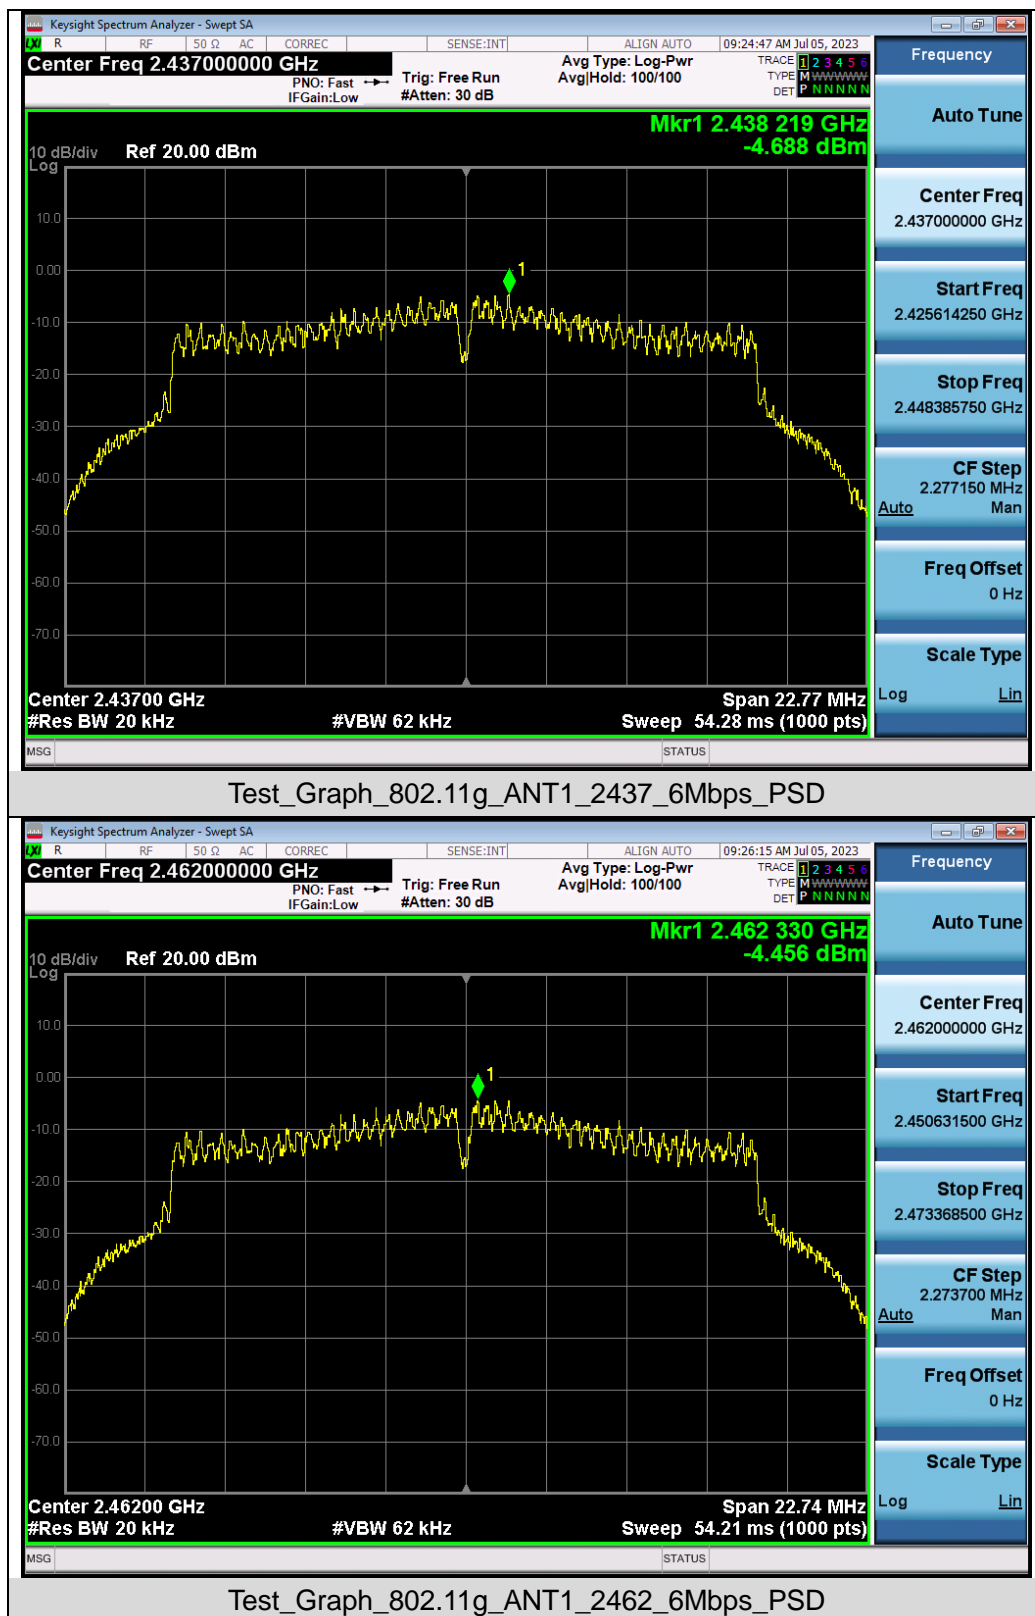 Keysight Spectrum Analyzer - Swept SA
LXI R RF 50 Ω AC CORREC SENSE:INT ALIGN AUTO 09:24:47 AM Jul 05, 2023
Center Freq 2.437000000 GHz
PNO: Fast
IFGain:Low
Trig: Free Run
#Atten: 30 dB
Avg Type: Log-Pwr
Avg|Hold: 100/100
TRACE 1 2 3 4 5 6
TYPE M WWWWW
DET P N N N N N
Mkr1 2.438 219 GHz
-4.688 dBm
10 dB/div Ref 20.00 dBm
Log
10.0
0.00
-10.0
-20.0
-30.0
-40.0
-50.0
-60.0
-70.0
1
Center 2.43700 GHz Span 22.77 MHz
#Res BW 20 kHz #VBW 62 kHz Sweep 54.28 ms (1000 pts)
MSG STATUS
Frequency
Auto Tune
Center Freq
2.437000000 GHz
Start Freq
2.425614250 GHz
Stop Freq
2.448385750 GHz
CF Step
2.277150 MHz
Auto Man
Freq Offset
0 Hz
Scale Type
Log Lin
Test_Graph_802.11g_ANT1_2437_6Mbps_PSD
Keysight Spectrum Analyzer - Swept SA
LXI R RF 50 Ω AC CORREC SENSE:INT ALIGN AUTO 09:26:15 AM Jul 05, 2023
Center Freq 2.462000000 GHz
PNO: Fast
IFGain:Low
Trig: Free Run
#Atten: 30 dB
Avg Type: Log-Pwr
Avg|Hold: 100/100
TRACE 1 2 3 4 5 6
TYPE M WWWWW
DET P N N N N N
Mkr1 2.462 330 GHz
-4.456 dBm
10 dB/div Ref 20.00 dBm
Log
10.0
0.00
-10.0
-20.0
-30.0
-40.0
-50.0
-60.0
-70.0
1
Center 2.46200 GHz Span 22.74 MHz
#Res BW 20 kHz #VBW 62 kHz Sweep 54.21 ms (1000 pts)
MSG STATUS
Frequency
Auto Tune
Center Freq
2.462000000 GHz
Start Freq
2.450631500 GHz
Stop Freq
2.473368500 GHz
CF Step
2.273700 MHz
Auto Man
Freq Offset
0 Hz
Scale Type
Log Lin
Test_Graph_802.11g_ANT1_2462_6Mbps_PSD